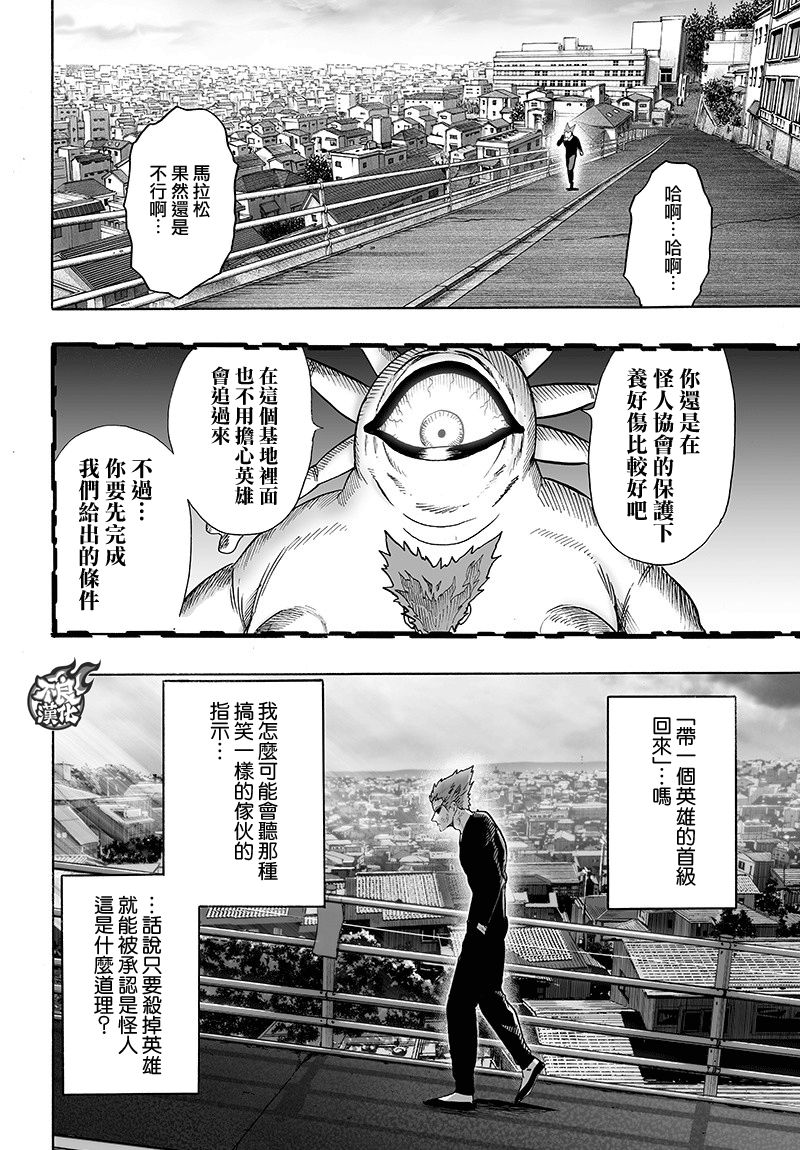 哈啊…哈啊…
馬拉松
果然還是
不行啊…
你還是在
怪人協會的保護下
養好傷比較好吧
在這個基地裡面
也不用擔心英雄
會追過來
不過…
你要先完成
我們給出的條件
「帶一個英雄的首級
回來」…嗎
我怎麼可能會聽那種
搞笑一樣的傢伙的
指示…
…話說只要殺掉英雄
就能被承認是怪人
這是什麼道理？
狼
漢化